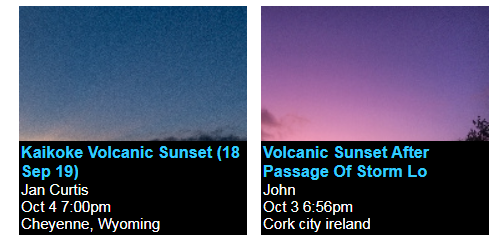 Kaikoke Volcanic Sunset (18
Sep 19)
Jan Curtis
Oct 4 7:00pm
Cheyenne, Wyoming
Volcanic Sunset After
Passage Of Storm Lo
John
Oct 3 6:56pm
Cork city ireland